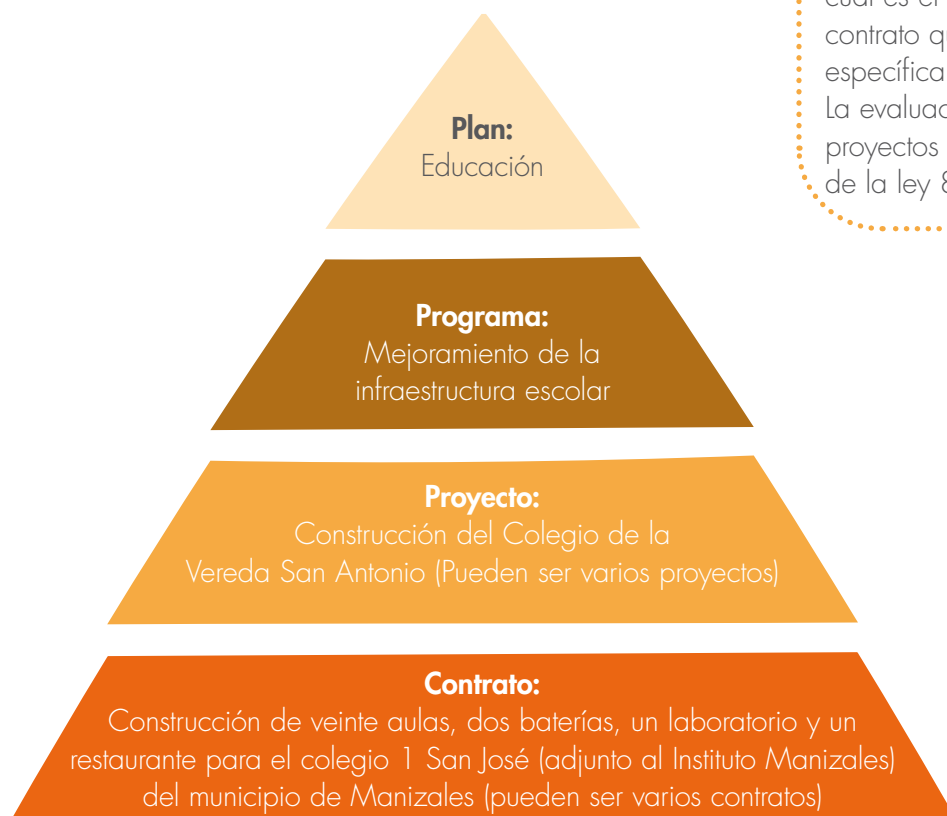 contrato
específica
La
proyectos
de la ley
Plan:
Educación
Programa:
Mejoramiento de la
infraestructura escolar
Proyecto:
Construcción del Colegio de la
Vereda San Antonio (Pueden ser varios proyectos)
Contrato:
Construcción de veinte aulas, dos baterías, un laboratorio y un
restaurante para el colegio 1 San José (adjunto al Instituto Manizales)
del municipio de Manizales (pueden ser varios contratos)